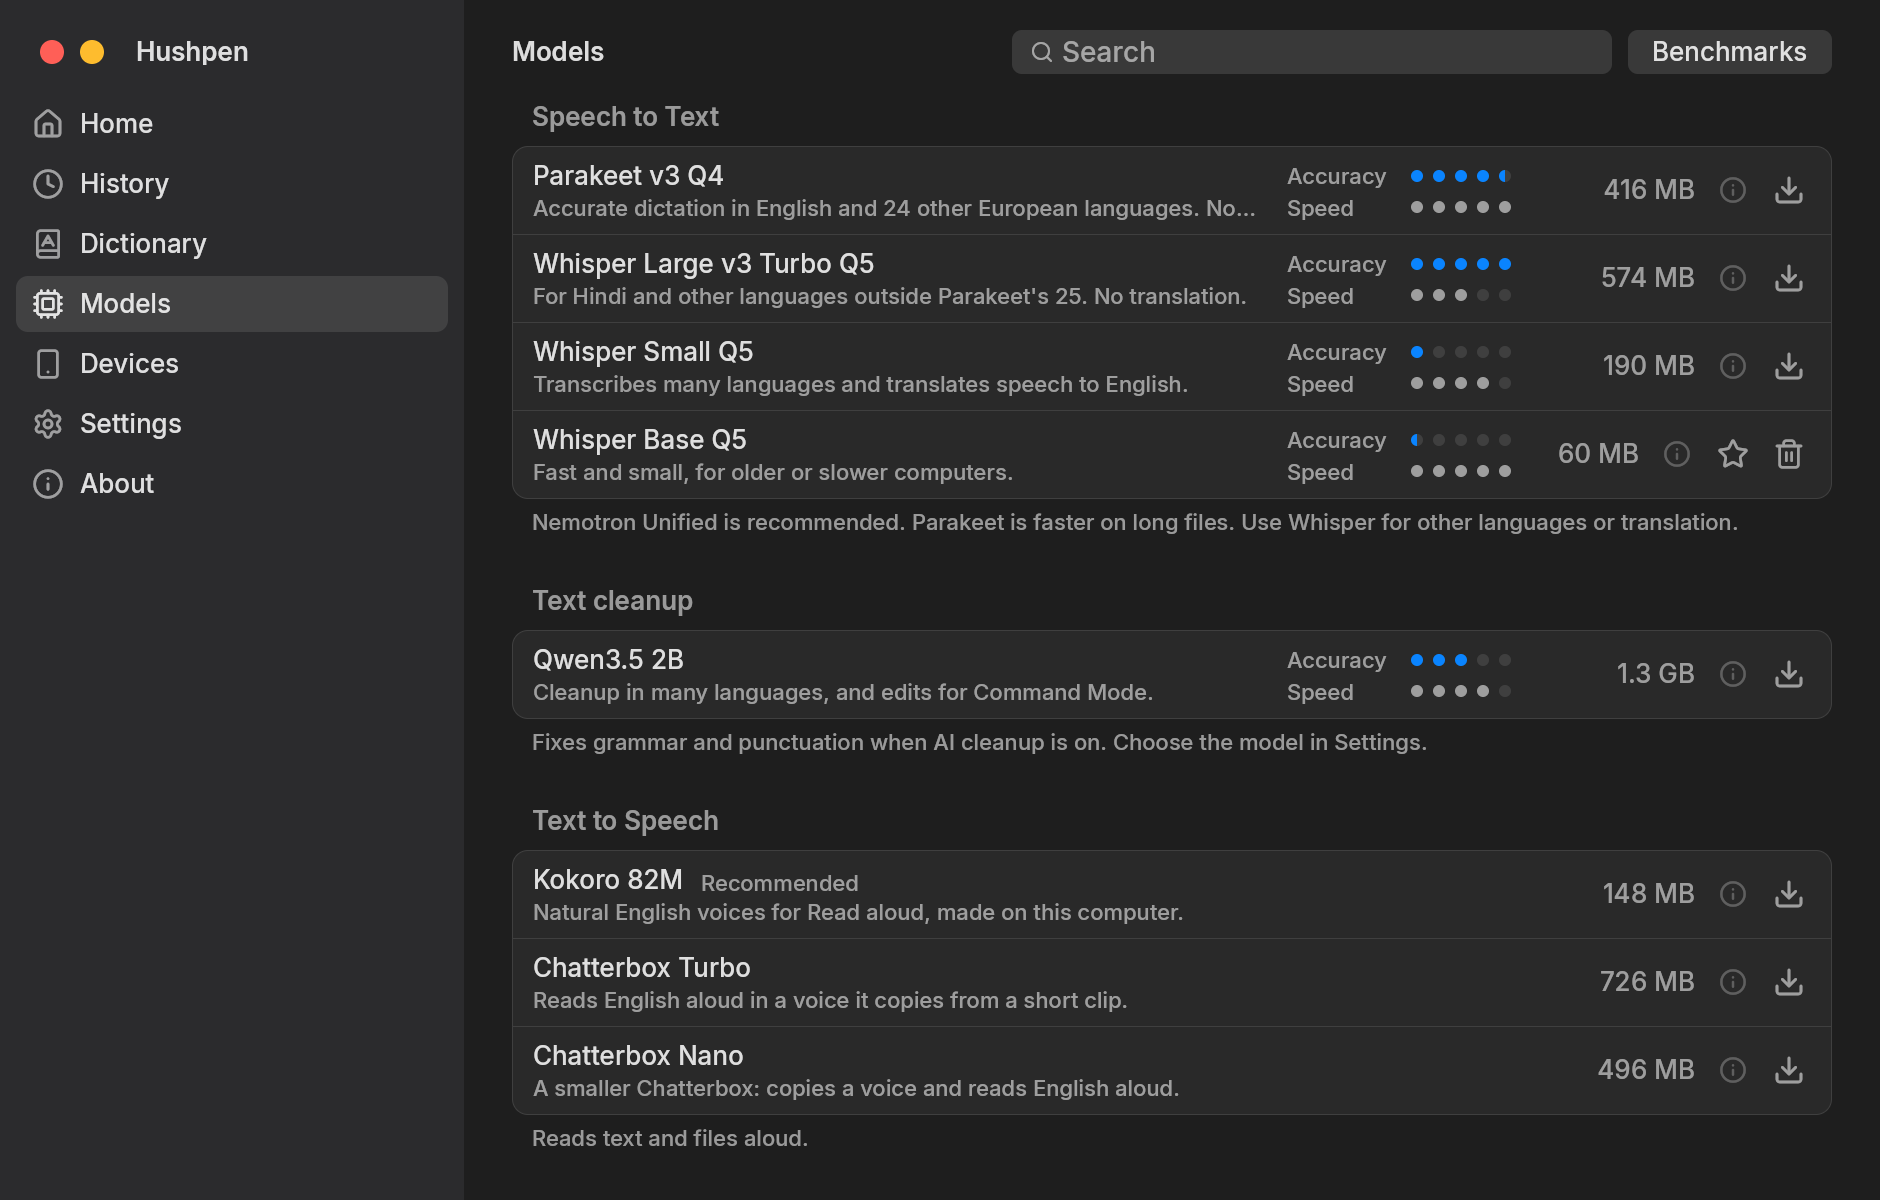 Hushpen
Home
History
Dictionary
Models
Devices
Settings
About
Models
Search
Benchmarks
Speech to Text
Parakeet v3 Q4
Accurate dictation in English and 24 other European languages. No...
Accuracy
Speed
416 MB
Whisper Large v3 Turbo Q5
For Hindi and other languages outside Parakeet's 25. No translation.
Accuracy
Speed
574 MB
Whisper Small Q5
Transcribes many languages and translates speech to English.
Accuracy
Speed
190 MB
Whisper Base Q5
Fast and small, for older or slower computers.
Accuracy
Speed
60 MB
Nemotron Unified is recommended. Parakeet is faster on long files. Use Whisper for other languages or translation.
Text cleanup
Qwen3.5 2B
Cleanup in many languages, and edits for Command Mode.
Accuracy
Speed
1.3 GB
Fixes grammar and punctuation when AI cleanup is on. Choose the model in Settings.
Text to Speech
Kokoro 82M Recommended
Natural English voices for Read aloud, made on this computer.
148 MB
Chatterbox Turbo
Reads English aloud in a voice it copies from a short clip.
726 MB
Chatterbox Nano
A smaller Chatterbox: copies a voice and reads English aloud.
496 MB
Reads text and files aloud.